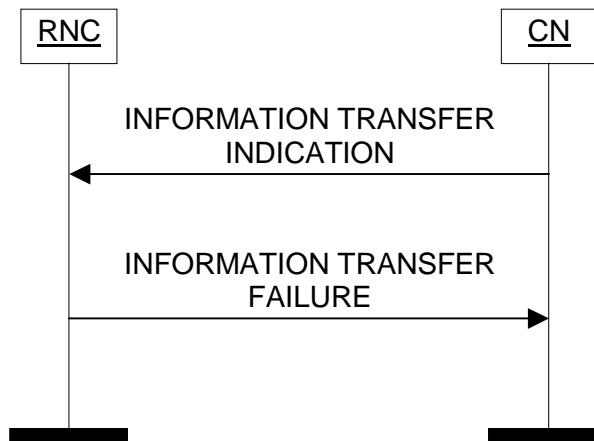 RNC
CN
INFORMATION TRANSFER
INDICATION
INFORMATION TRANSFER
FAILURE